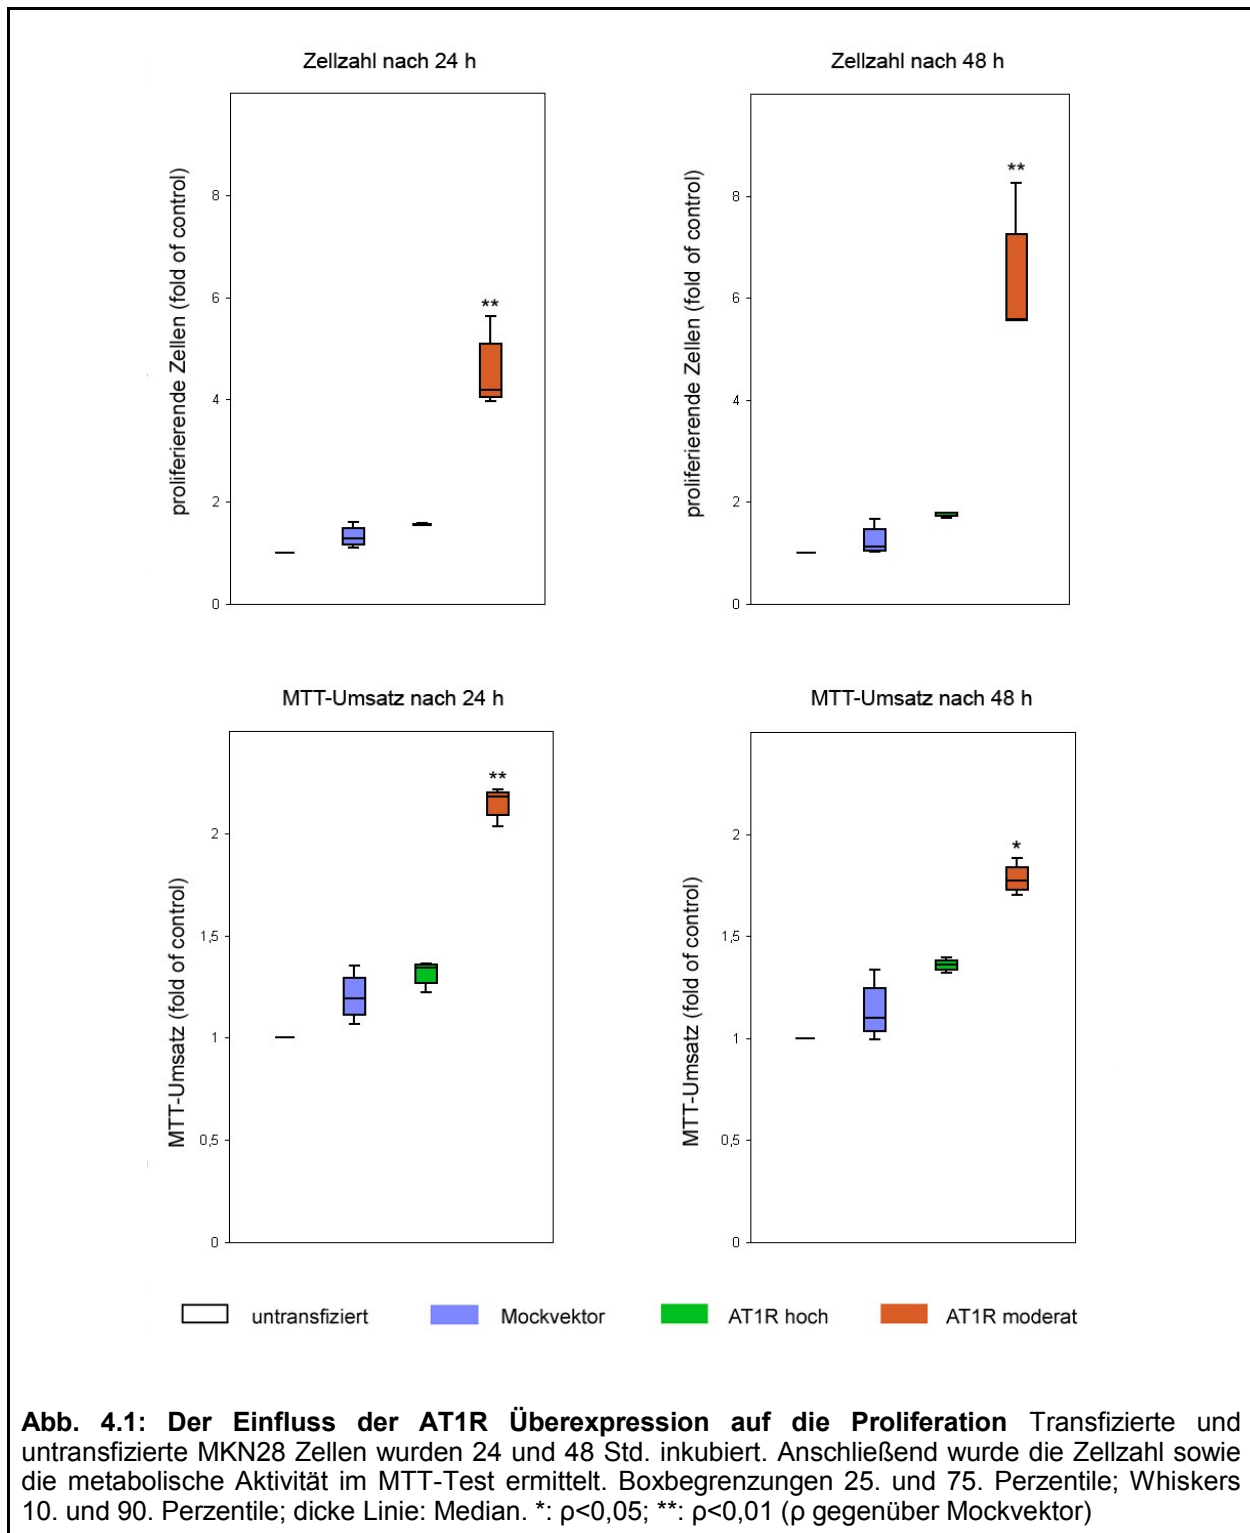 Zellzahl nach 24 h
proliferierende Zellen (fold of control)
8
6
**
4
2
0
Zellzahl nach 48 h
proliferierende Zellen (fold of control)
**
8
6
4
2
0
MTT-Umsatz nach 24 h
MTT-Umsatz (fold of control)
**
2
1,5
1
0,5
0
MTT-Umsatz nach 48 h
MTT-Umsatz (fold of control)
*
2
1,5
1
0,5
0
untransfiziert Mockvektor AT1R hoch AT1R moderat
Abb. 4.1: Der Einfluss der AT1R Überexpression auf die Proliferation Transfizierte und
untransfizierte MKN28 Zellen wurden 24 und 48 Std. inkubiert. Anschließend wurde die Zellzahl sowie
die metabolische Aktivität im MTT-Test ermittelt. Boxbegrenzungen 25. und 75. Perzentile; Whiskers
10. und 90. Perzentile; dicke Linie: Median. *: ρ<0,05; **: ρ<0,01 (ρ gegenüber Mockvektor)